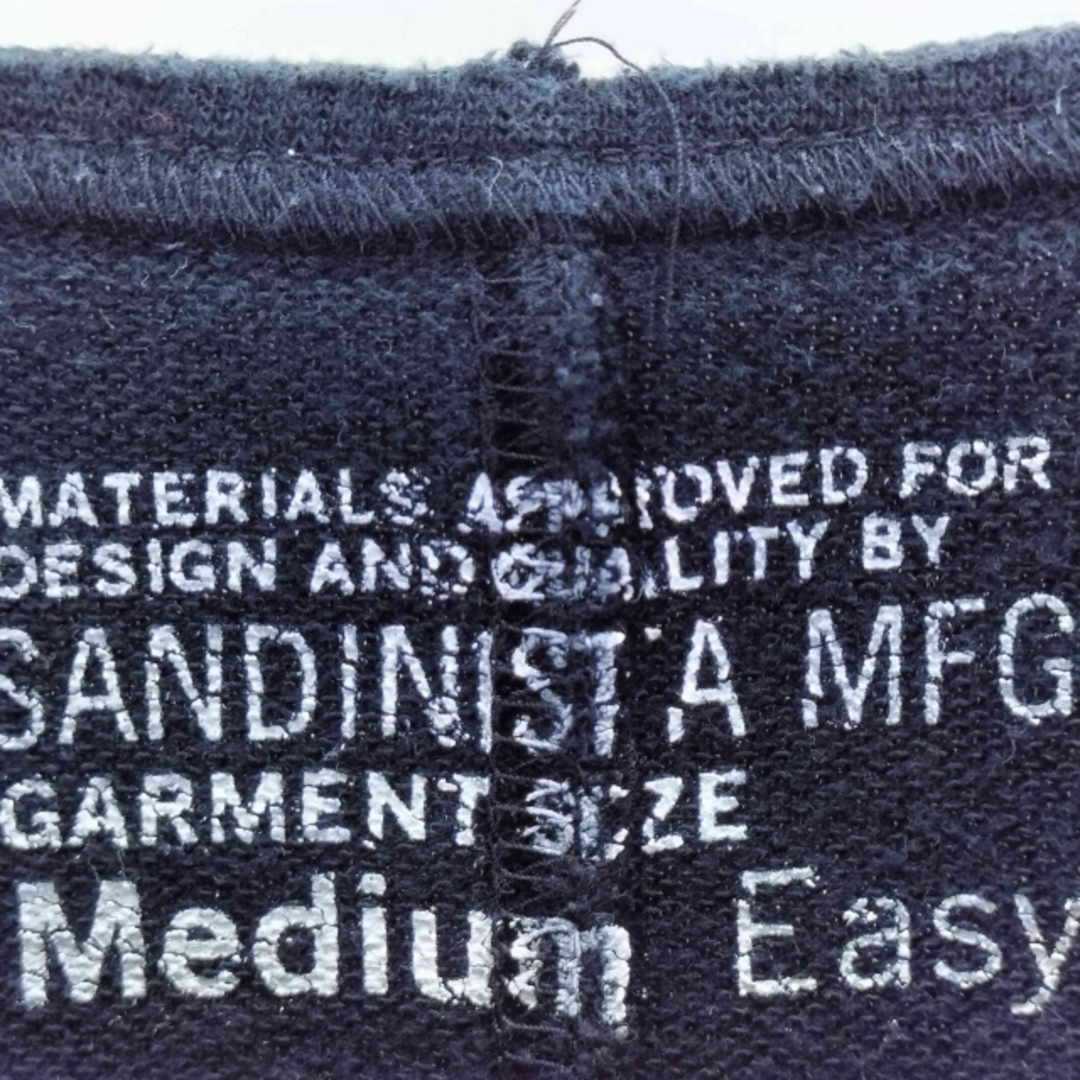 MATERIALS APPROVED FOR
DESIGN AND QUALITY BY
SANDINISTA MFG
GARMENT SIZE
Medium Easy